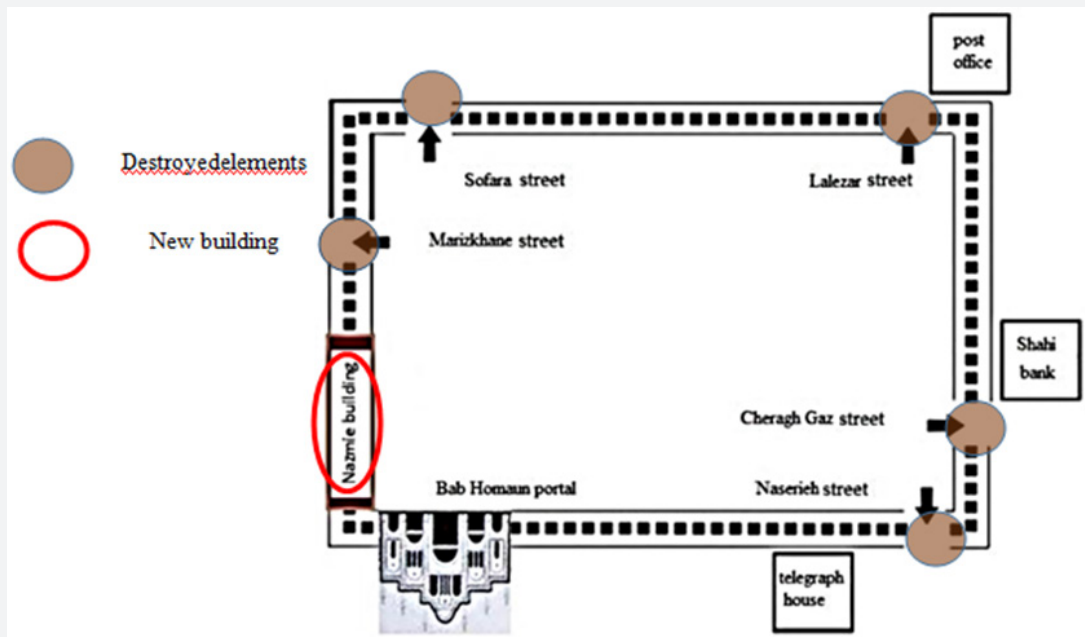 post
office
Destroyedelements
Sofara street
Lalezar street
New building
Marizkhane street
Shahi
bank
Nazmie building
Cheragh Gaz street
Bab Homaun portal
Naserieh street
telegraph
house